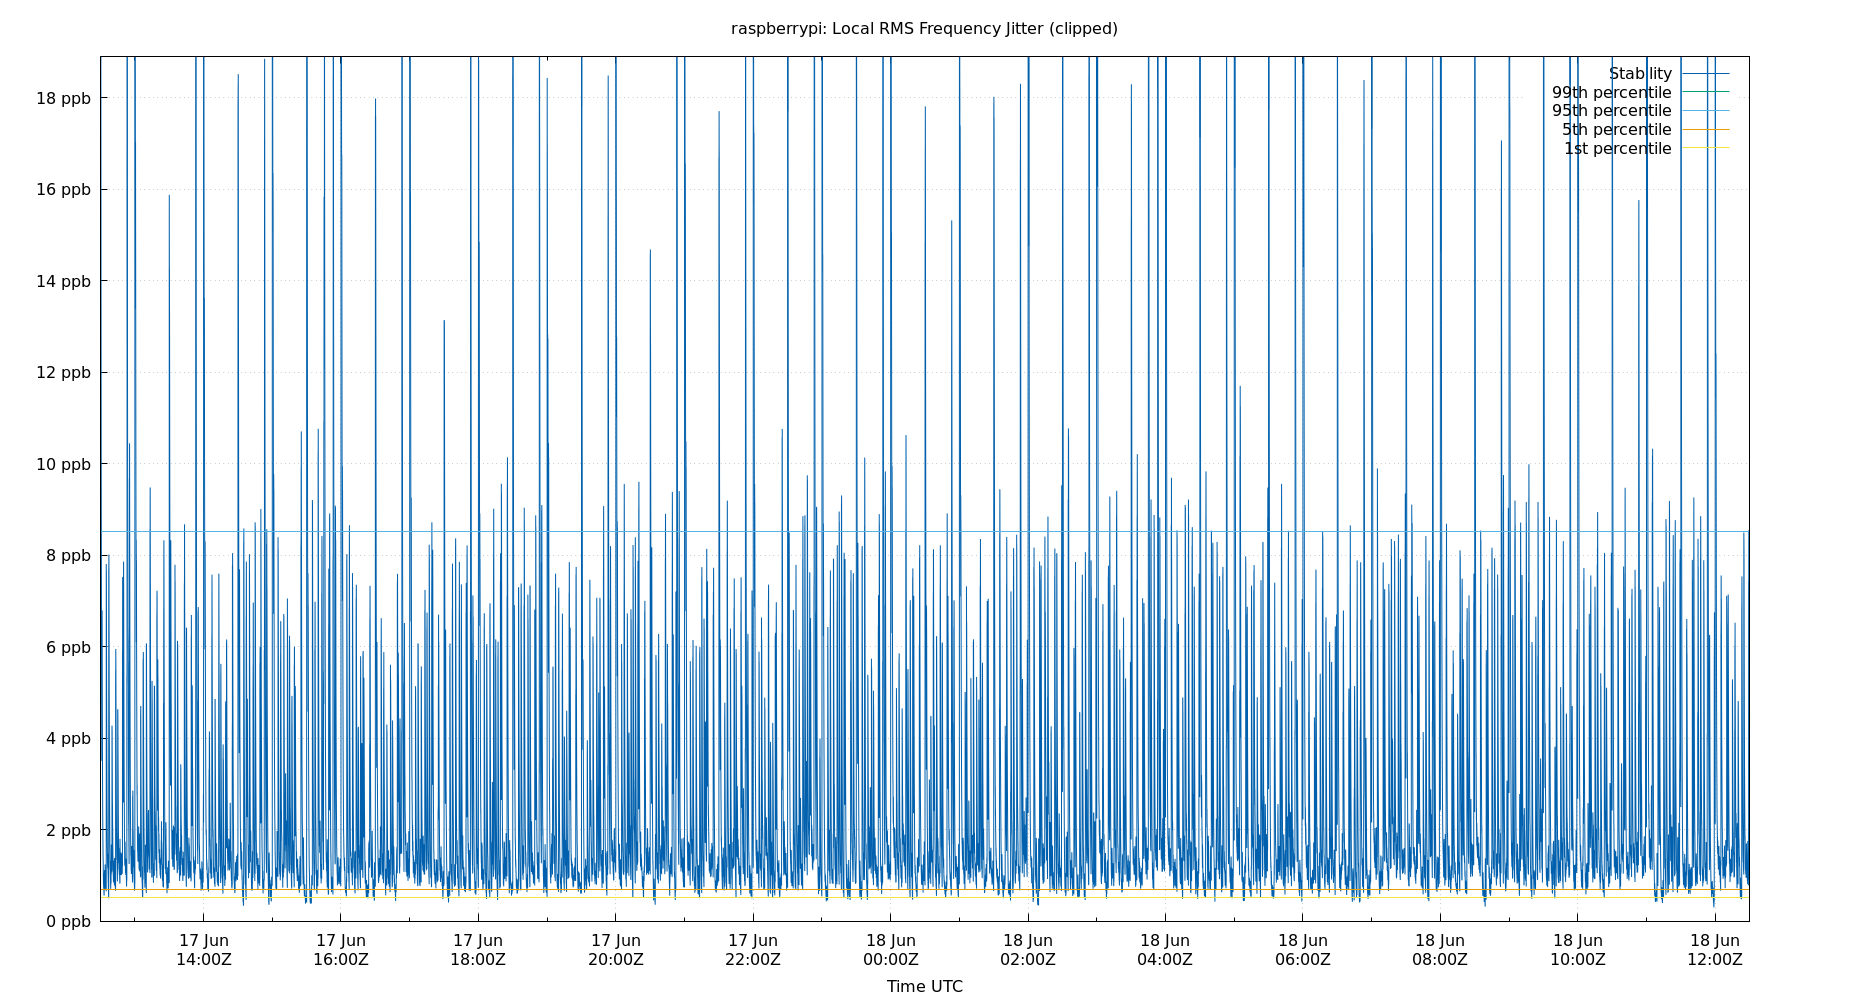 raspberrypi: Local RMS Frequency Jitter (clipped)
Stability
99th percentile
95th percentile
5th percentile
1st percentile
18 ppb
16 ppb
14 ppb
12 ppb
10 ppb
8 ppb
6 ppb
4 ppb
2 ppb
0 ppb
17 Jun 17 Jun 17 Jun 17 Jun 17 Jun 18 Jun 18 Jun 18 Jun 18 Jun 18 Jun 18 Jun 18 Jun
14:00Z 16:00Z 18:00Z 20:00Z 22:00Z 00:00Z 02:00Z 04:00Z 06:00Z 08:00Z 10:00Z 12:00Z
Time UTC